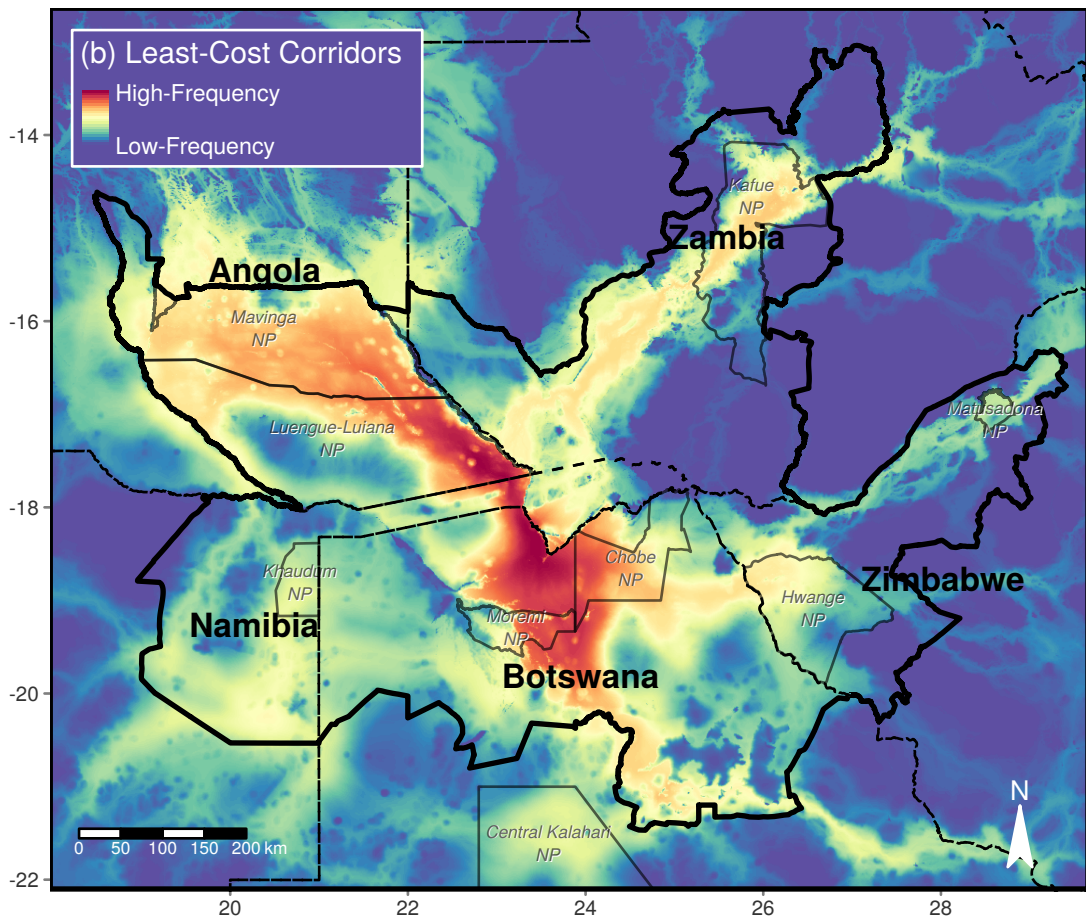 (b) Least-Cost Corridors
High-Frequency
Low-Frequency
-14
-16
-18
-20
-22
Kafue
NP
Zambia
Angola
Mavinga
NP
Luengue-Luiana
NP
Matusadona
NP
Khaudum
NP
Namibia
Chobe
NP
Moremi
NP
Botswana
Hwange
NP
Zimbabwe
Central Kalahari
NP
N
0 50 100 150 200 km
20 22 24 26 28